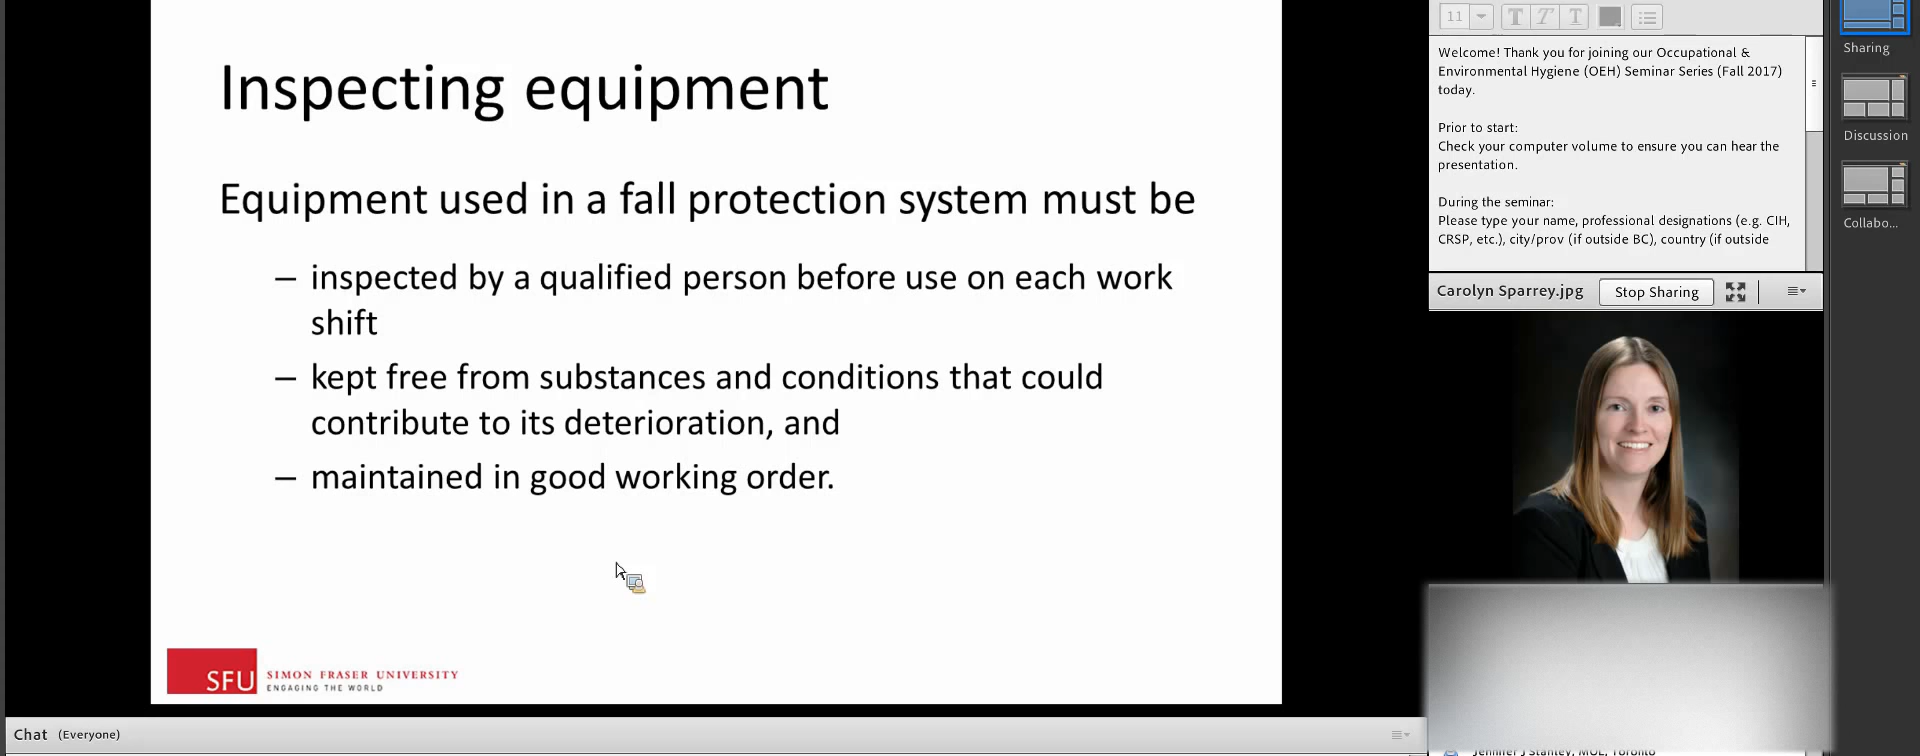 Inspecting equipment
Equipment used in a fall protection system must be
– inspected by a qualified person before use on each work
shift
– kept free from substances and conditions that could
contribute to its deterioration, and
– maintained in good working order.
SFU
SIMON FRASER UNIVERSITY
ENGAGING THE WORLD
Chat (Everyone)
11
T T T
Welcome! Thank you for joining our Occupational &
Environmental Hygiene (OEH) Seminar Series (Fall 2017)
today.
Prior to start:
Check your computer volume to ensure you can hear the
presentation.
During the seminar:
Please type your name, professional designations (e.g. CIH,
CRSP, etc.), city/prov (if outside BC), country (if outside
Carolyn Sparrey.jpg
Stop Sharing
Jennifer J Stanley, MOL, Toronto
Sharing
Discussion
Collabo...